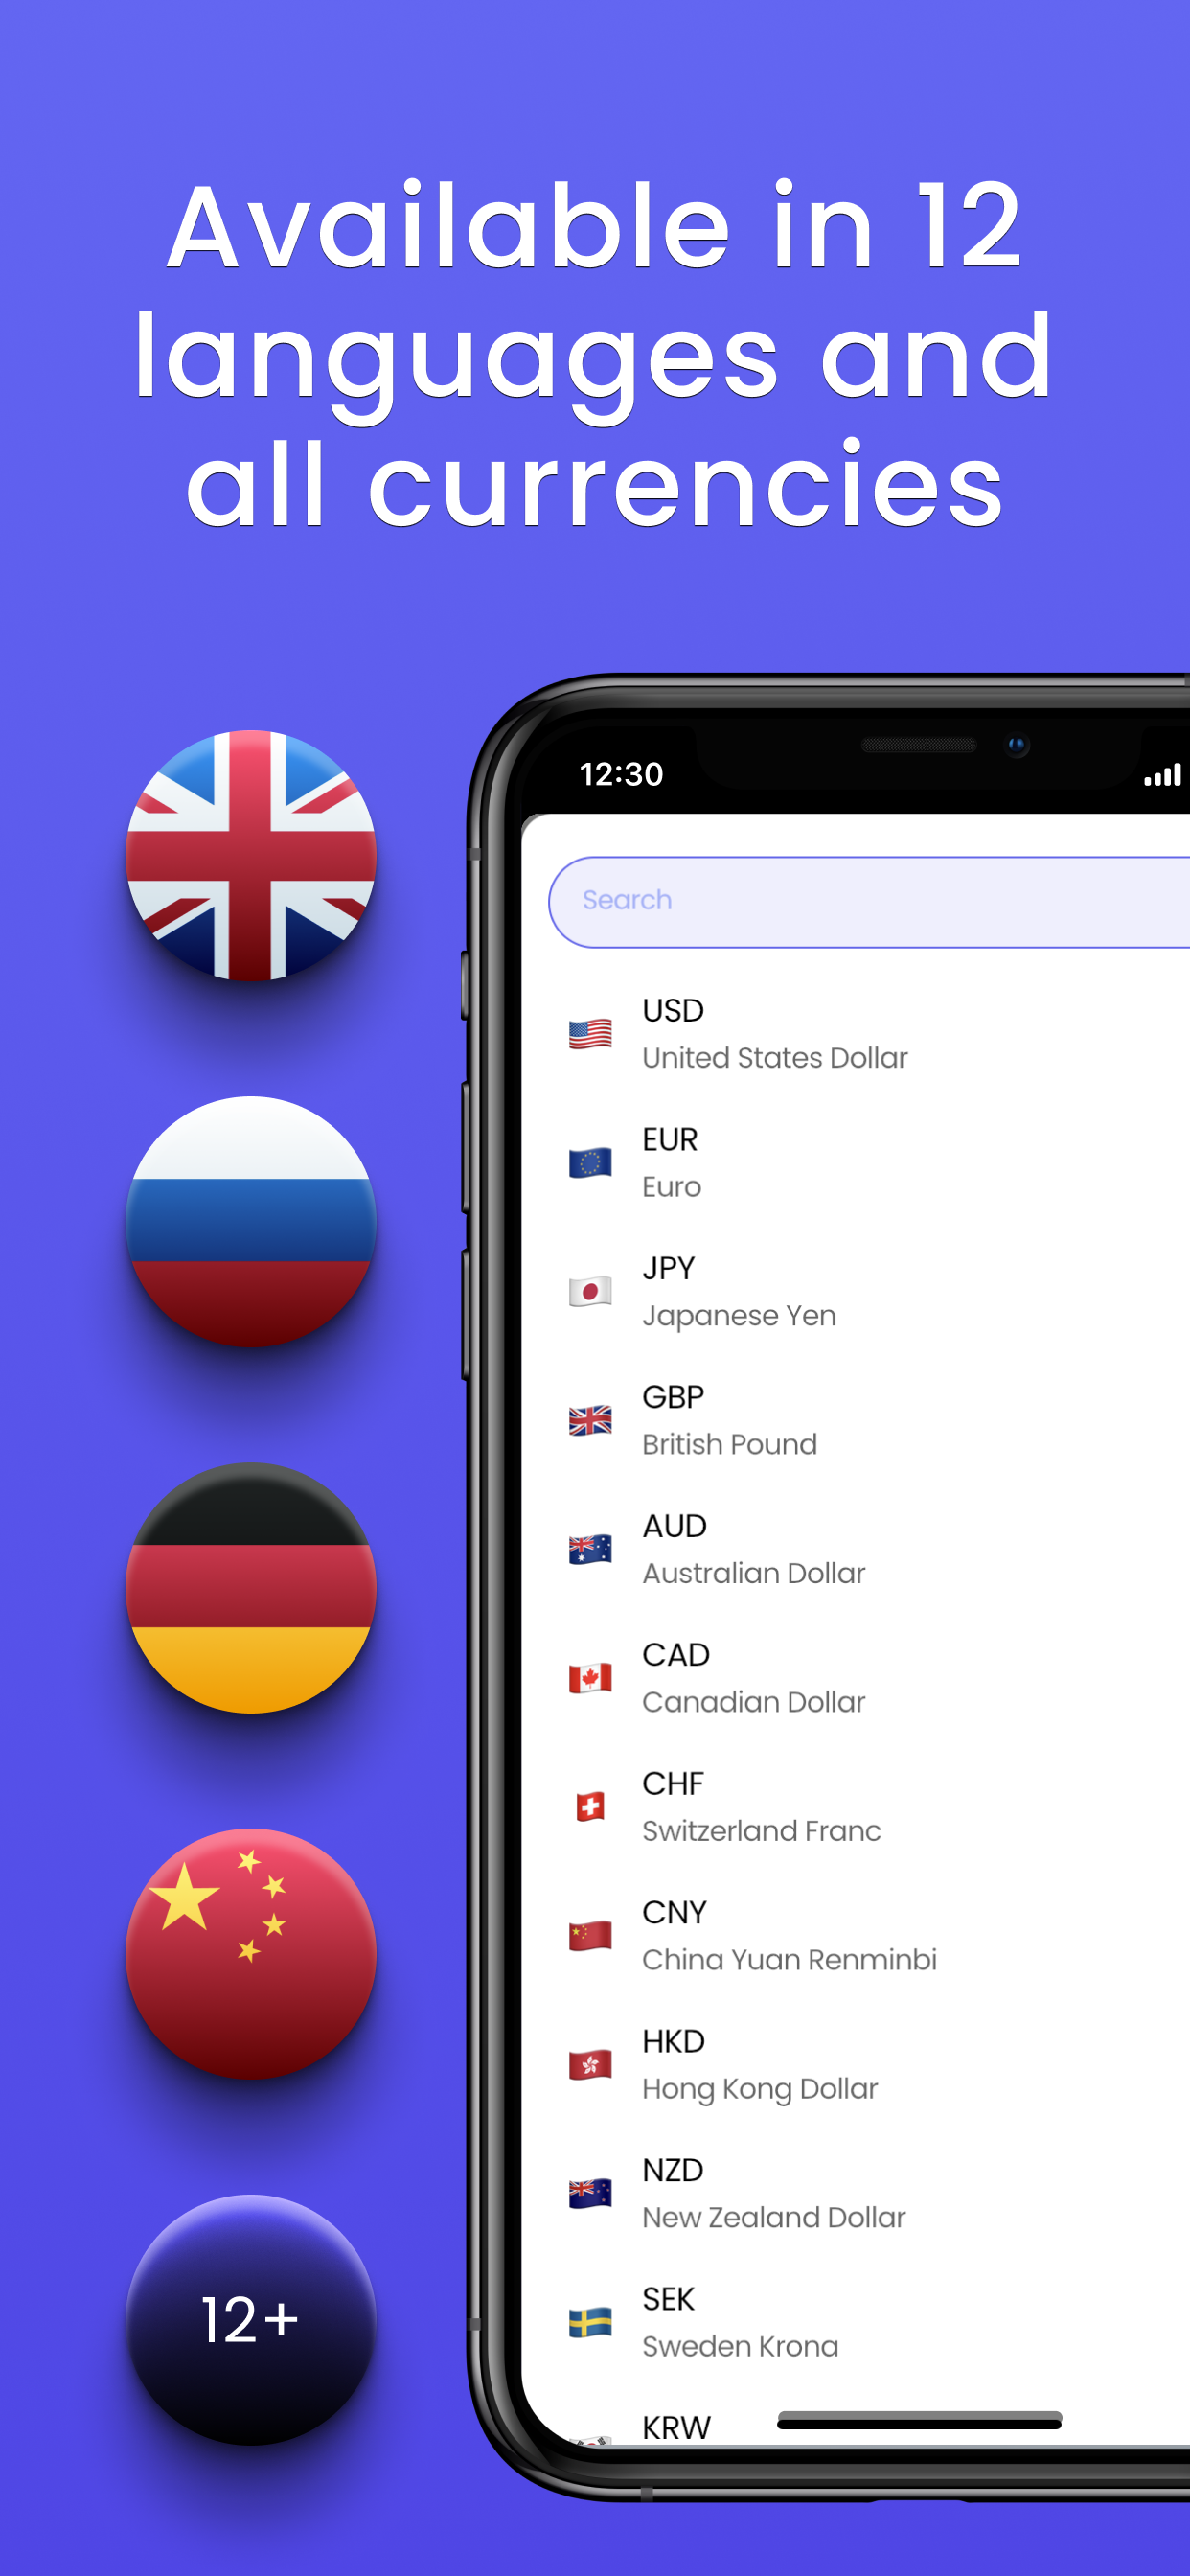 Available in 12
languages and
all currencies
12:30
Search
USD
United States Dollar
EUR
Euro
JPY
Japanese Yen
GBP
British Pound
AUD
Australian Dollar
CAD
Canadian Dollar
CHF
Switzerland Franc
CNY
China Yuan Renminbi
HKD
Hong Kong Dollar
NZD
New Zealand Dollar
SEK
Sweden Krona
KRW
12+